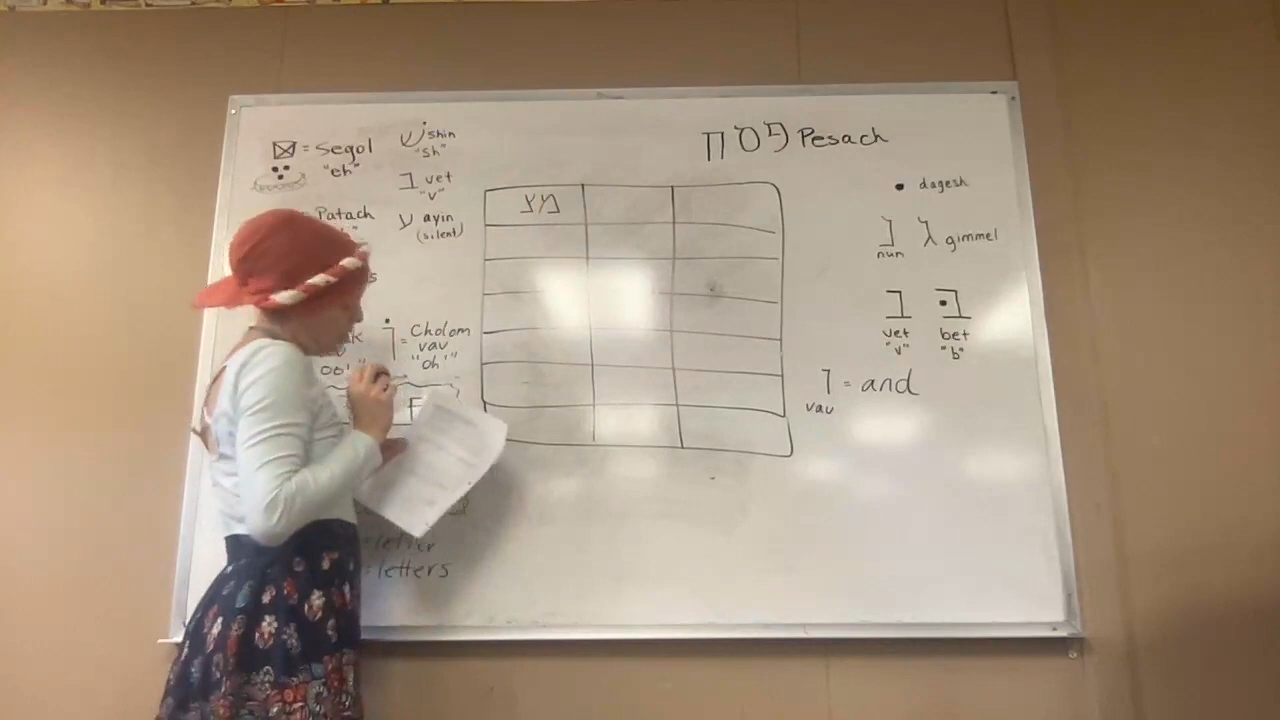 = Segol
"eh"
שׁ shin
"sh"
ב vet
"v"
= Patach
ע ayin
(silent)
וֹ = Cholom
vav
"oh"
letters
פסח Pesach
מצ
• dagesh
נ ג gimmel
nun
ב בּ
vet bet
"v" "b"
ו = and
vav